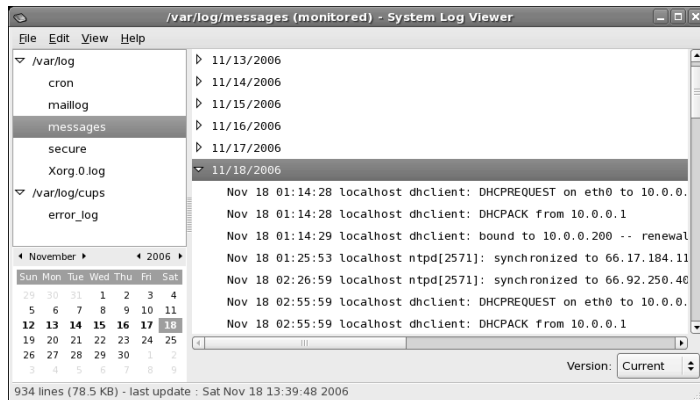 /var/log/messages (monitored) - System Log Viewer
File Edit View Help
/var/log
cron
maillog
messages
secure
Xorg.0.log
/var/log/cups
error_log
November 2006
Sun Mon Tue Wed Thu Fri Sat
29 30 31 1 2 3 4
5 6 7 8 9 10 11
12 13 14 15 16 17 18
19 20 21 22 23 24 25
26 27 28 29 30 1 2
3 4 5 6 7 8 9
11/13/2006
11/14/2006
11/15/2006
11/16/2006
11/17/2006
11/18/2006
Nov 18 01:14:28 localhost dhclient: DHCPREQUEST on eth0 to 10.0.0.
Nov 18 01:14:28 localhost dhclient: DHCPACK from 10.0.0.1
Nov 18 01:14:29 localhost dhclient: bound to 10.0.0.200 -- renewal
Nov 18 01:25:53 localhost ntpd[2571]: synchronized to 66.17.184.11
Nov 18 02:26:59 localhost ntpd[2571]: synchronized to 66.92.250.40
Nov 18 02:55:59 localhost dhclient: DHCPREQUEST on eth0 to 10.0.0.
Nov 18 02:55:59 localhost dhclient: DHCPACK from 10.0.0.1
Version: Current
934 lines (78.5 KB) - last update : Sat Nov 18 13:39:48 2006